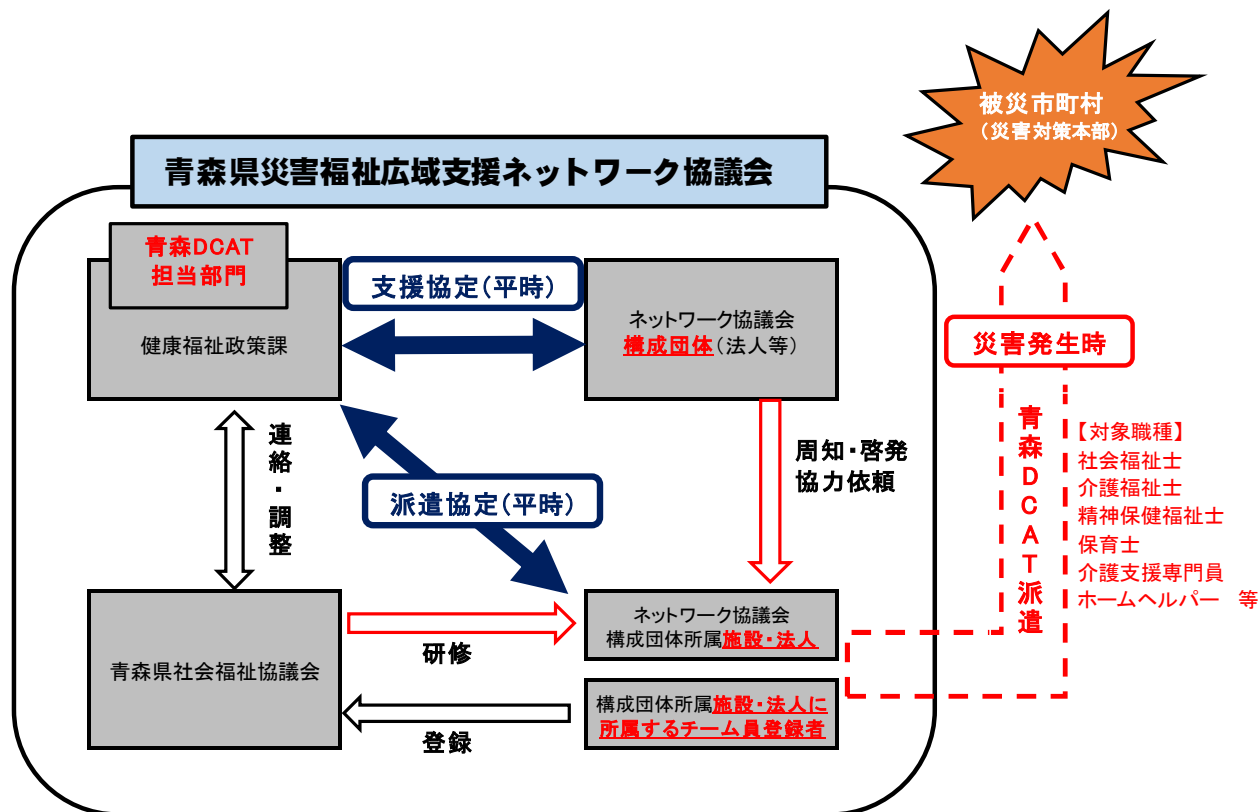 被災市町村
（災害対策本部）
青森県災害福祉広域支援ネットワーク協議会
青森DCAT
担当部門
健康福祉政策課
支援協定(平時)
ネットワーク協議会
構成団体（法人等）
災害発生時
連絡・調整
周知・啓発
協力依頼
派遣協定(平時)
青森DCAT派遣
【対象職種】
社会福祉士
介護福祉士
精神保健福祉士
保育士
介護支援専門員
ホームヘルパー　等
青森県社会福祉協議会
研修
ネットワーク協議会
構成団体所属施設・法人
登録
構成団体所属施設・法人に
所属するチーム員登録者